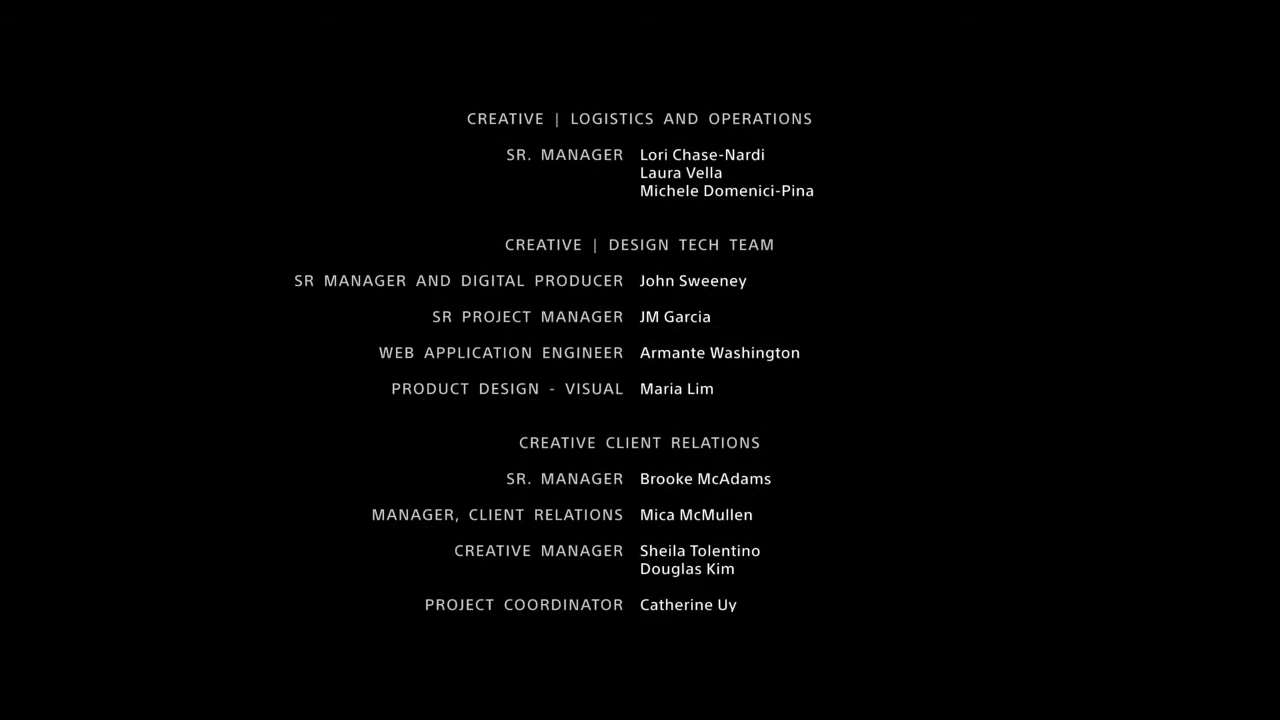 CREATIVE | LOGISTICS AND OPERATIONS
SR. MANAGER Lori Chase-Nardi
Laura Vella
Michele Domenici-Pina
CREATIVE | DESIGN TECH TEAM
SR MANAGER AND DIGITAL PRODUCER John Sweeney
SR PROJECT MANAGER JM Garcia
WEB APPLICATION ENGINEER Armante Washington
PRODUCT DESIGN - VISUAL Maria Lim
CREATIVE CLIENT RELATIONS
SR. MANAGER Brooke McAdams
MANAGER, CLIENT RELATIONS Mica McMullen
CREATIVE MANAGER Sheila Tolentino
Douglas Kim
PROJECT COORDINATOR Catherine Uy